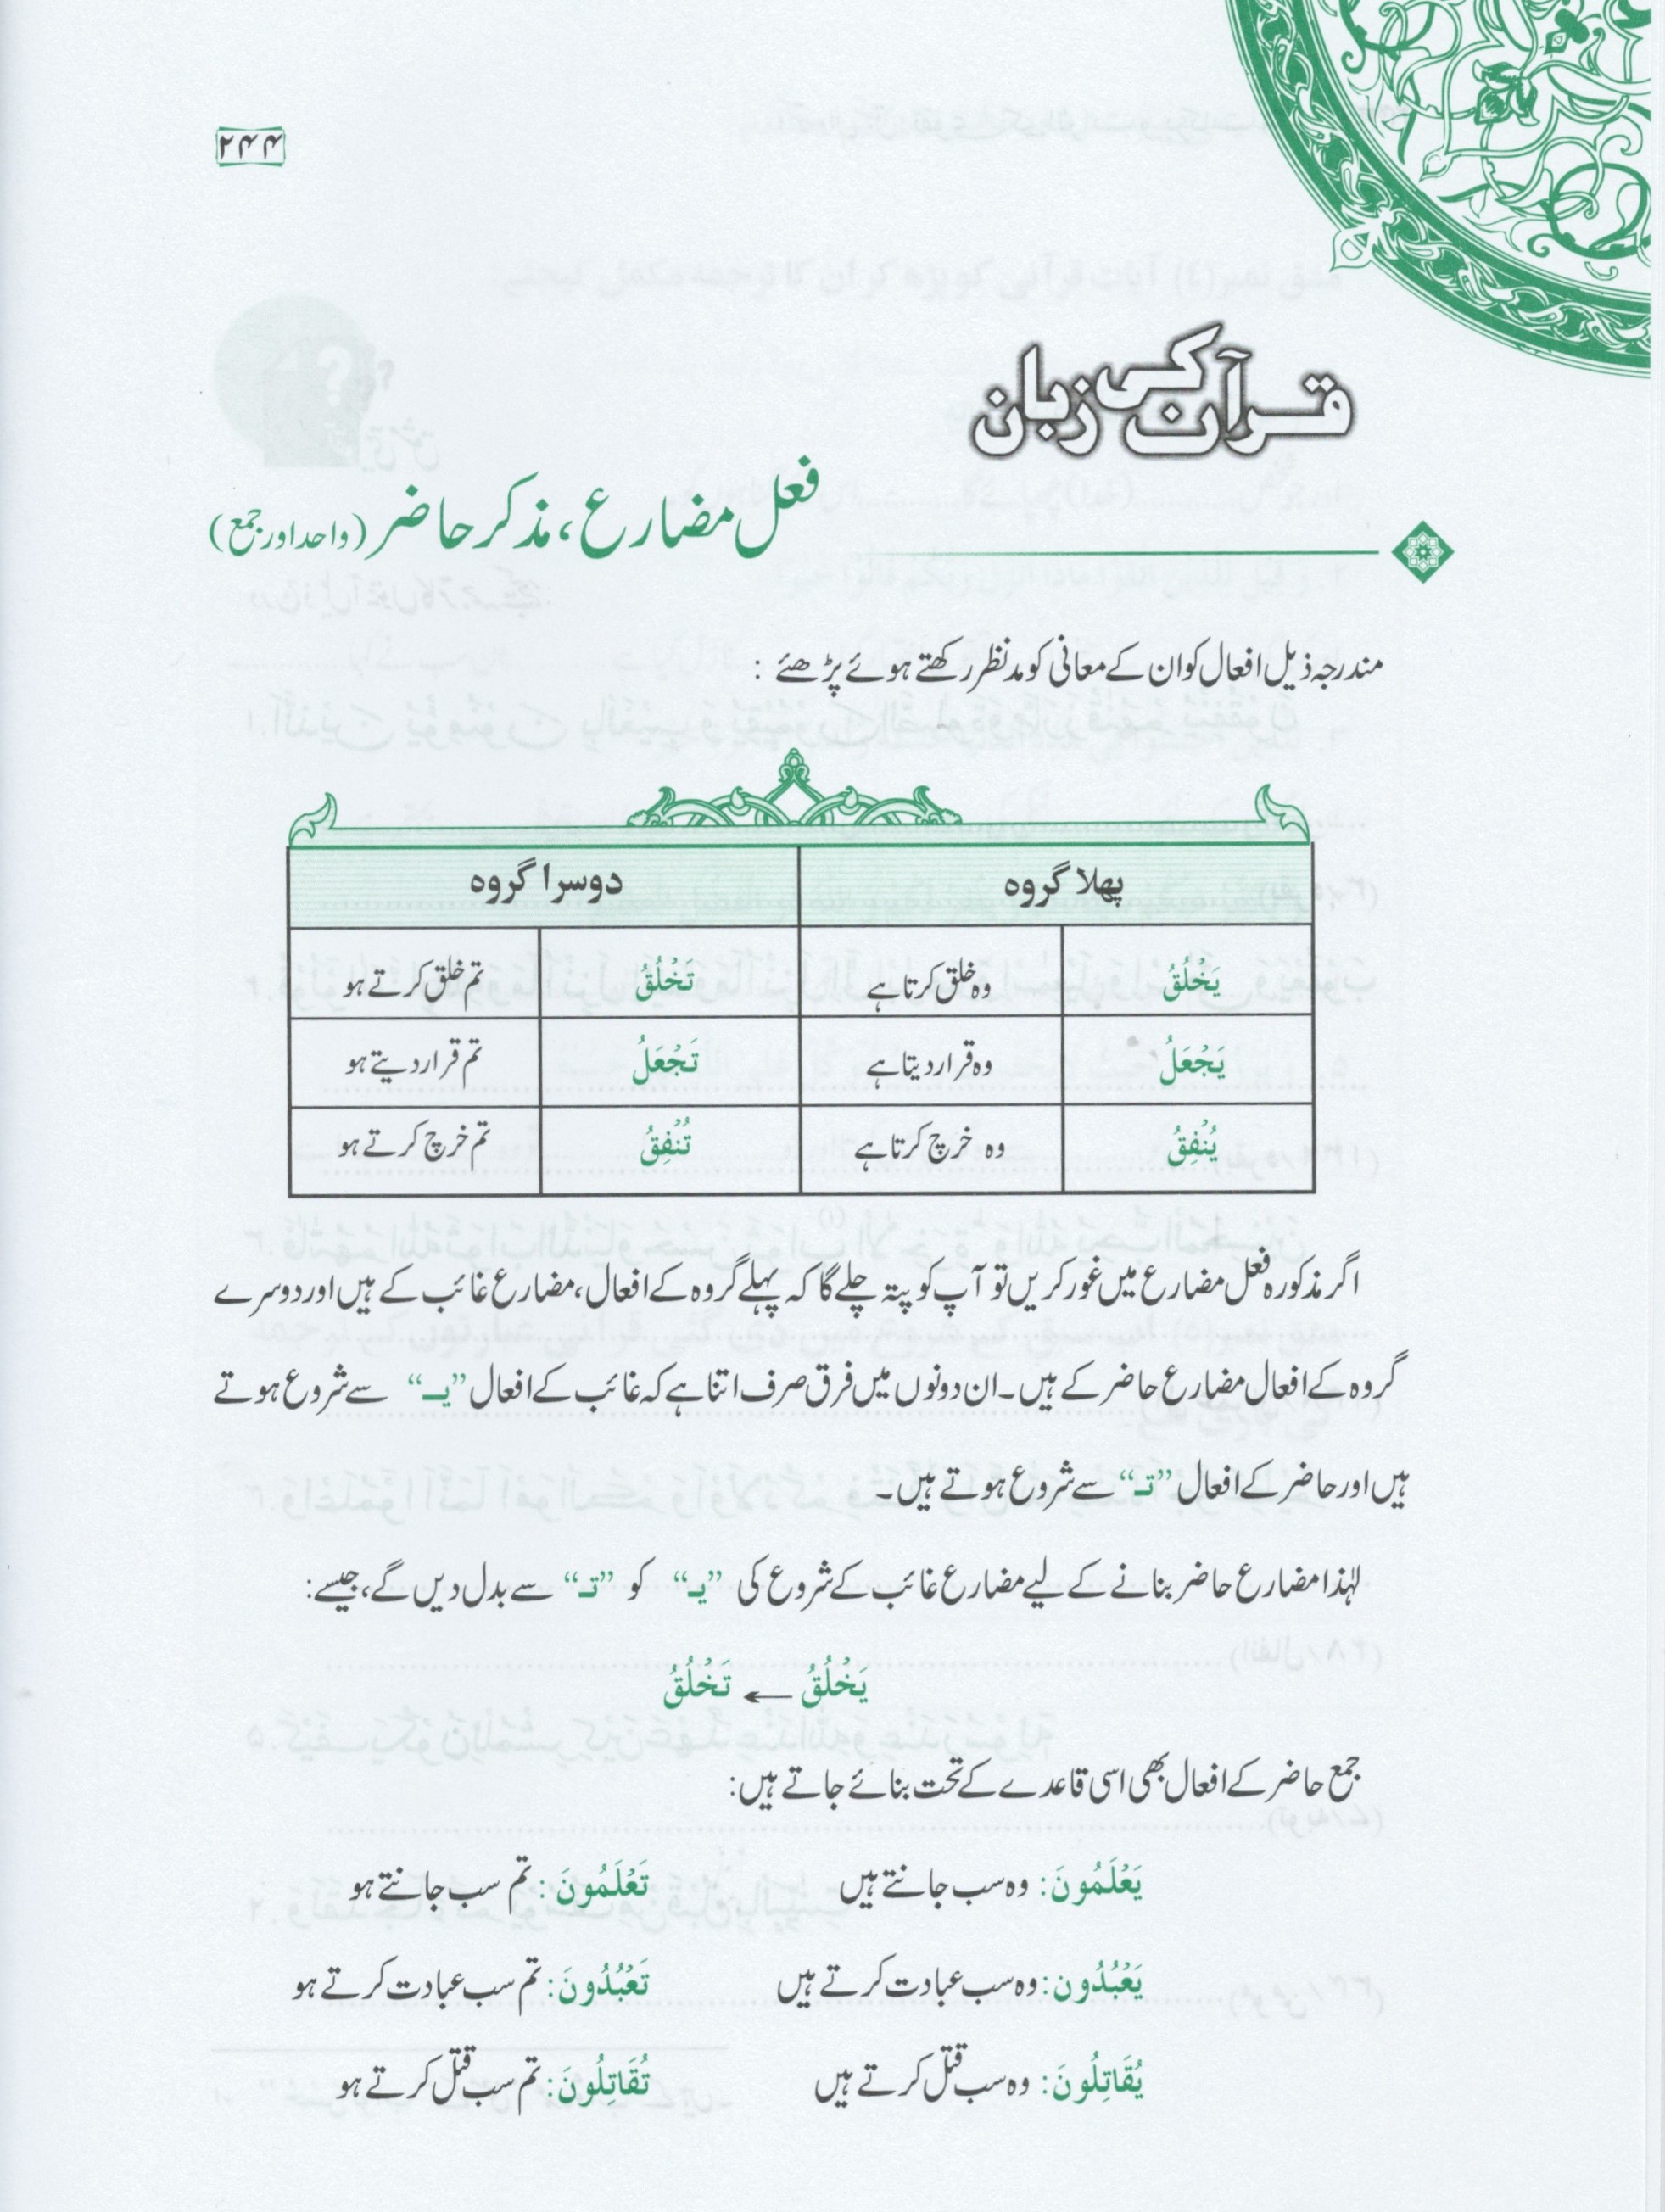 ۲۴۴
قرآن کی زبان
فعل مضارع، مذکر حاضر (واحد اور جمع)
مندرجہ ذیل افعال کو ان کے معانی کو مدنظر رکھتے ہوئے پڑھئے :
پھلا گروہ دوسرا گروہ
یَخْلُقُ وہ خلق کرتا ہے تَخْلُقُ تم خلق کرتے ہو
یَجْعَلُ وہ قرار دیتا ہے تَجْعَلُ تم قرار دیتے ہو
یُنْفِقُ وہ خرچ کرتا ہے تُنْفِقُ تم خرچ کرتے ہو
اگر مذکورہ فعل مضارع میں غور کریں تو آپ کو پتہ چلے گا کہ پہلے گروہ کے افعال، مضارع غائب کے ہیں اور دوسرے
گروہ کے افعال مضارع حاضر کے ہیں۔ ان دونوں میں فرق صرف اتنا ہے کہ غائب کے افعال ”یـ“ سے شروع ہوتے
ہیں اور حاضر کے افعال ”تـ“ سے شروع ہوتے ہیں۔
لہٰذا مضارع حاضر بنانے کے لیے مضارع غائب کے شروع کی ”یـ“ کو ”تـ“ سے بدل دیں گے، جیسے:
یَخْلُقُ ← تَخْلُقُ
جمع حاضر کے افعال بھی اسی قاعدے کے تحت بنائے جاتے ہیں:
یَعْلَمُونَ: وہ سب جانتے ہیں تَعْلَمُونَ: تم سب جانتے ہو
یَعْبُدُون: وہ سب عبادت کرتے ہیں تَعْبُدُونَ: تم سب عبادت کرتے ہو
یُقَاتِلُونَ: وہ سب قتل کرتے ہیں تُقَاتِلُونَ: تم سب قتل کرتے ہو